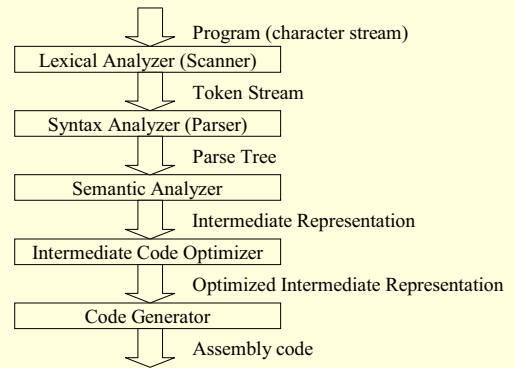 Program (character stream)
Lexical Analyzer (Scanner)
Token Stream
Syntax Analyzer (Parser)
Parse Tree
Semantic Analyzer
Intermediate Representation
Intermediate Code Optimizer
Optimized Intermediate Representation
Code Generator
Assembly code